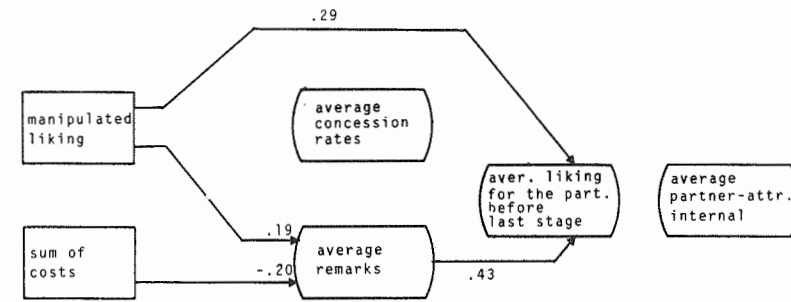 .29
manipulated
liking
average
concession
rates
aver. liking
for the part.
before
last stage
average
partner-attr.
internal
.19
sum of
costs
-.20
average
remarks
.43